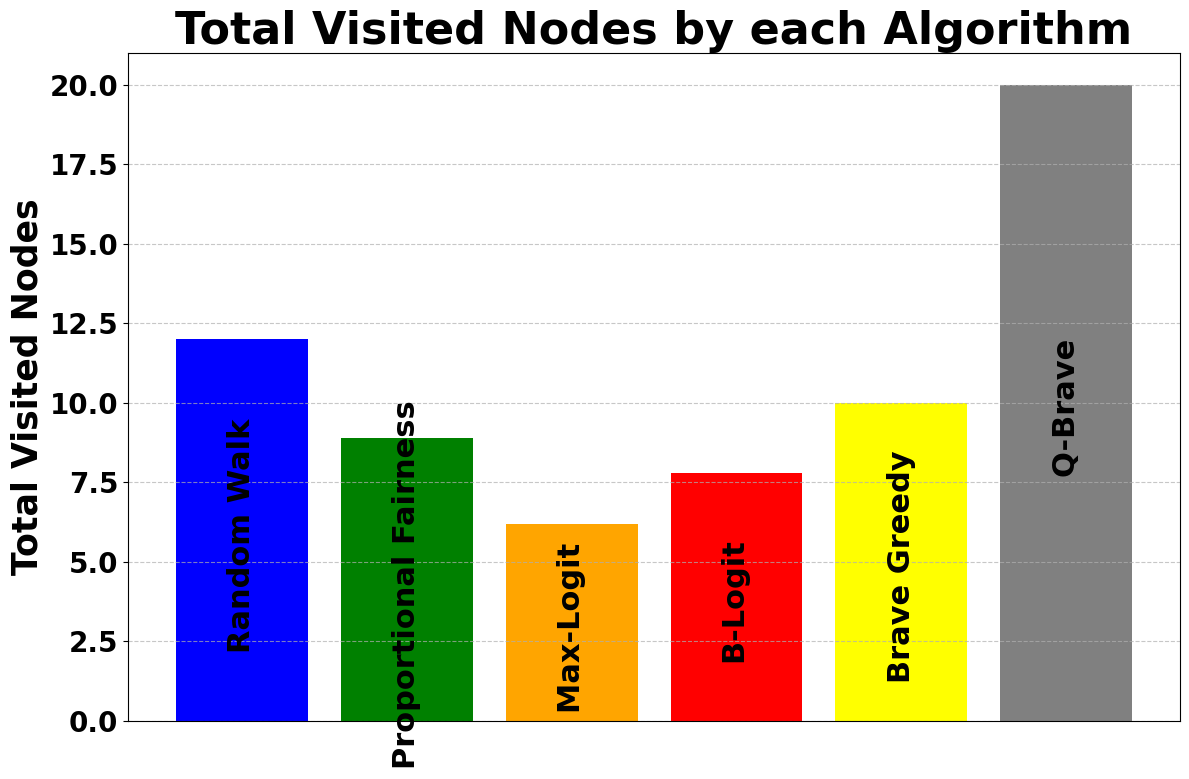 Total Visited Nodes by each Algorithm
Total Visited Nodes
20.0
17.5
15.0
12.5
10.0
7.5
5.0
2.5
0.0
Random Walk
Proportional Fairness
Max-Logit
B-Logit
Brave Greedy
Q-Brave